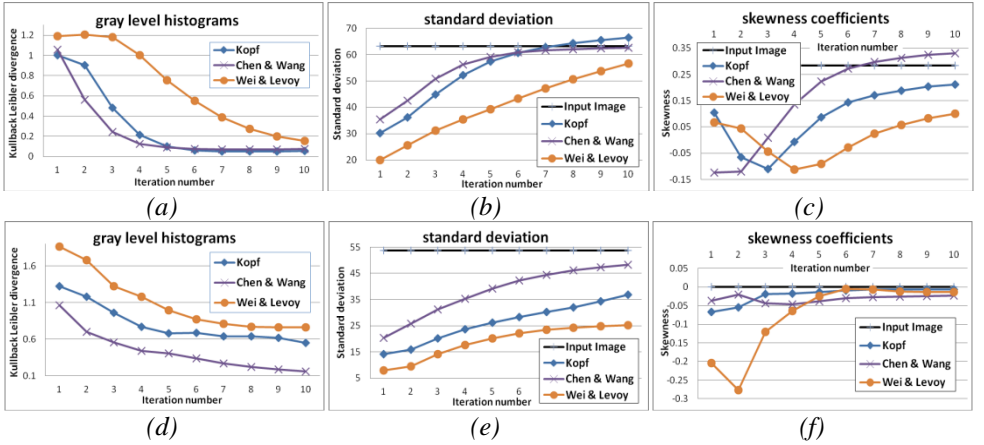 gray level histograms
Kullback Leibler divergence
1.2
1
0.8
0.6
0.4
0.2
0
Kopf
Chen & Wang
Wei & Levoy
1 2 3 4 5 6 7 8 9 10
Iteration number
(a)
standard deviation
Standard deviation
70
60
50
40
30
20
Input Image
Kopf
Chen & Wang
Wei & Levoy
1 2 3 4 5 6 7 8 9 10
Iteration number
(b)
skewness coefficients
Iteration number
1 2 3 4 5 6 7 8 9 10
Skewness
0.35
0.25
0.15
0.05
-0.05
-0.15
Input Image
Kopf
Chen & Wang
Wei & Levoy
(c)
gray level histograms
Kullback Leibler divergence
1.6
1.1
0.6
0.1
Kopf
Chen & Wang
Wei & Levoy
1 2 3 4 5 6 7 8 9 10
Iteration number
(d)
standard deviation
Standard deviation
55
45
35
25
15
5
Input Image
Kopf
Chen & Wang
Wei & Levoy
1 2 3 4 5 6 7 8 9 10
Iteration number
(e)
skewness coefficients
Iteration number
1 2 3 4 5 6 7 8 9 10
Skewness
0.05
0
-0.05
-0.1
-0.15
-0.2
-0.25
-0.3
Input Image
Kopf
Chen & Wang
Wei & Levoy
(f)